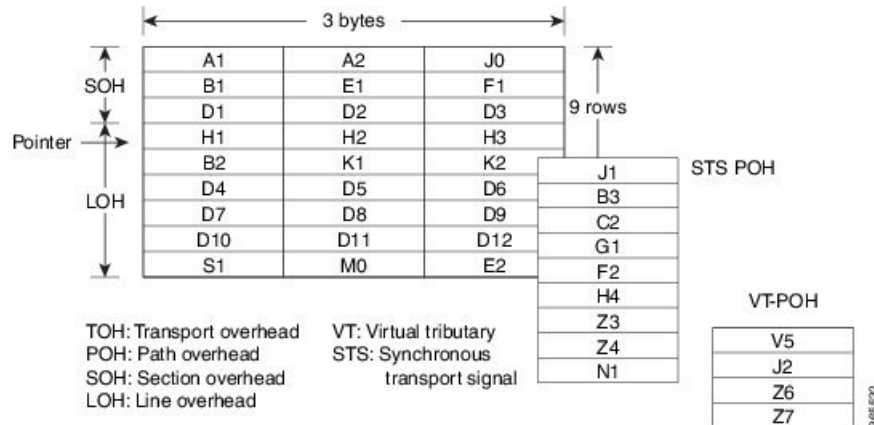 3 bytes
A1 A2 J0
SOH B1 E1 F1
D1 D2 D3 9 rows
Pointer H1 H2 H3
B2 K1 K2
J1 STS POH
LOH D4 D5 D6
B3
D7 D8 D9
C2
D10 D11 D12
G1
S1 M0 E2
F2
H4
VT-POH
TOH: Transport overhead VT: Virtual tributary
Z3
V5
POH: Path overhead STS: Synchronous
Z4
J2
SOH: Section overhead transport signal
N1
Z6
LOH: Line overhead
Z7